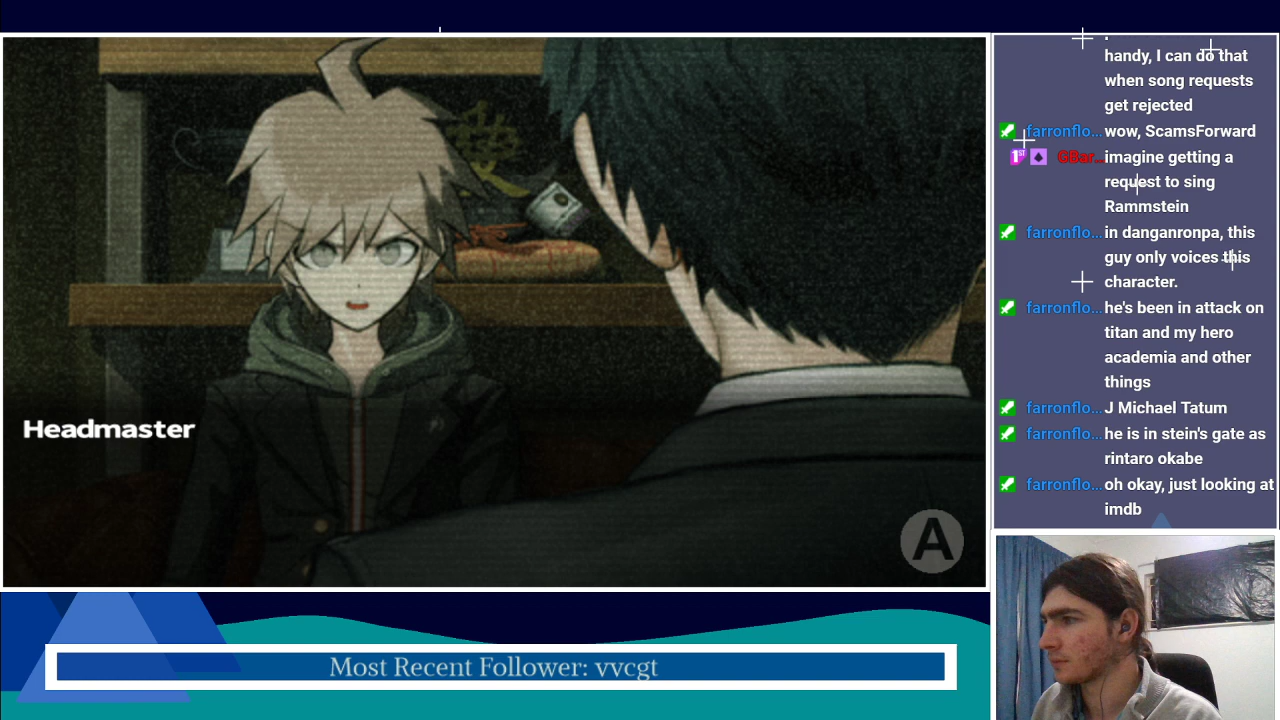 Headmaster
A
Most Recent Follower: vvcgt
handy, I can do that
when song requests
get rejected
farronflo... wow, ScamsForward
1ST GBar... imagine getting a
request to sing
Rammstein
farronflo... in danganronpa, this
guy only voices this
character.
farronflo... he's been in attack on
titan and my hero
academia and other
things
farronflo... J Michael Tatum
farronflo... he is in stein's gate as
rintaro okabe
farronflo... oh okay, just looking at
imdb